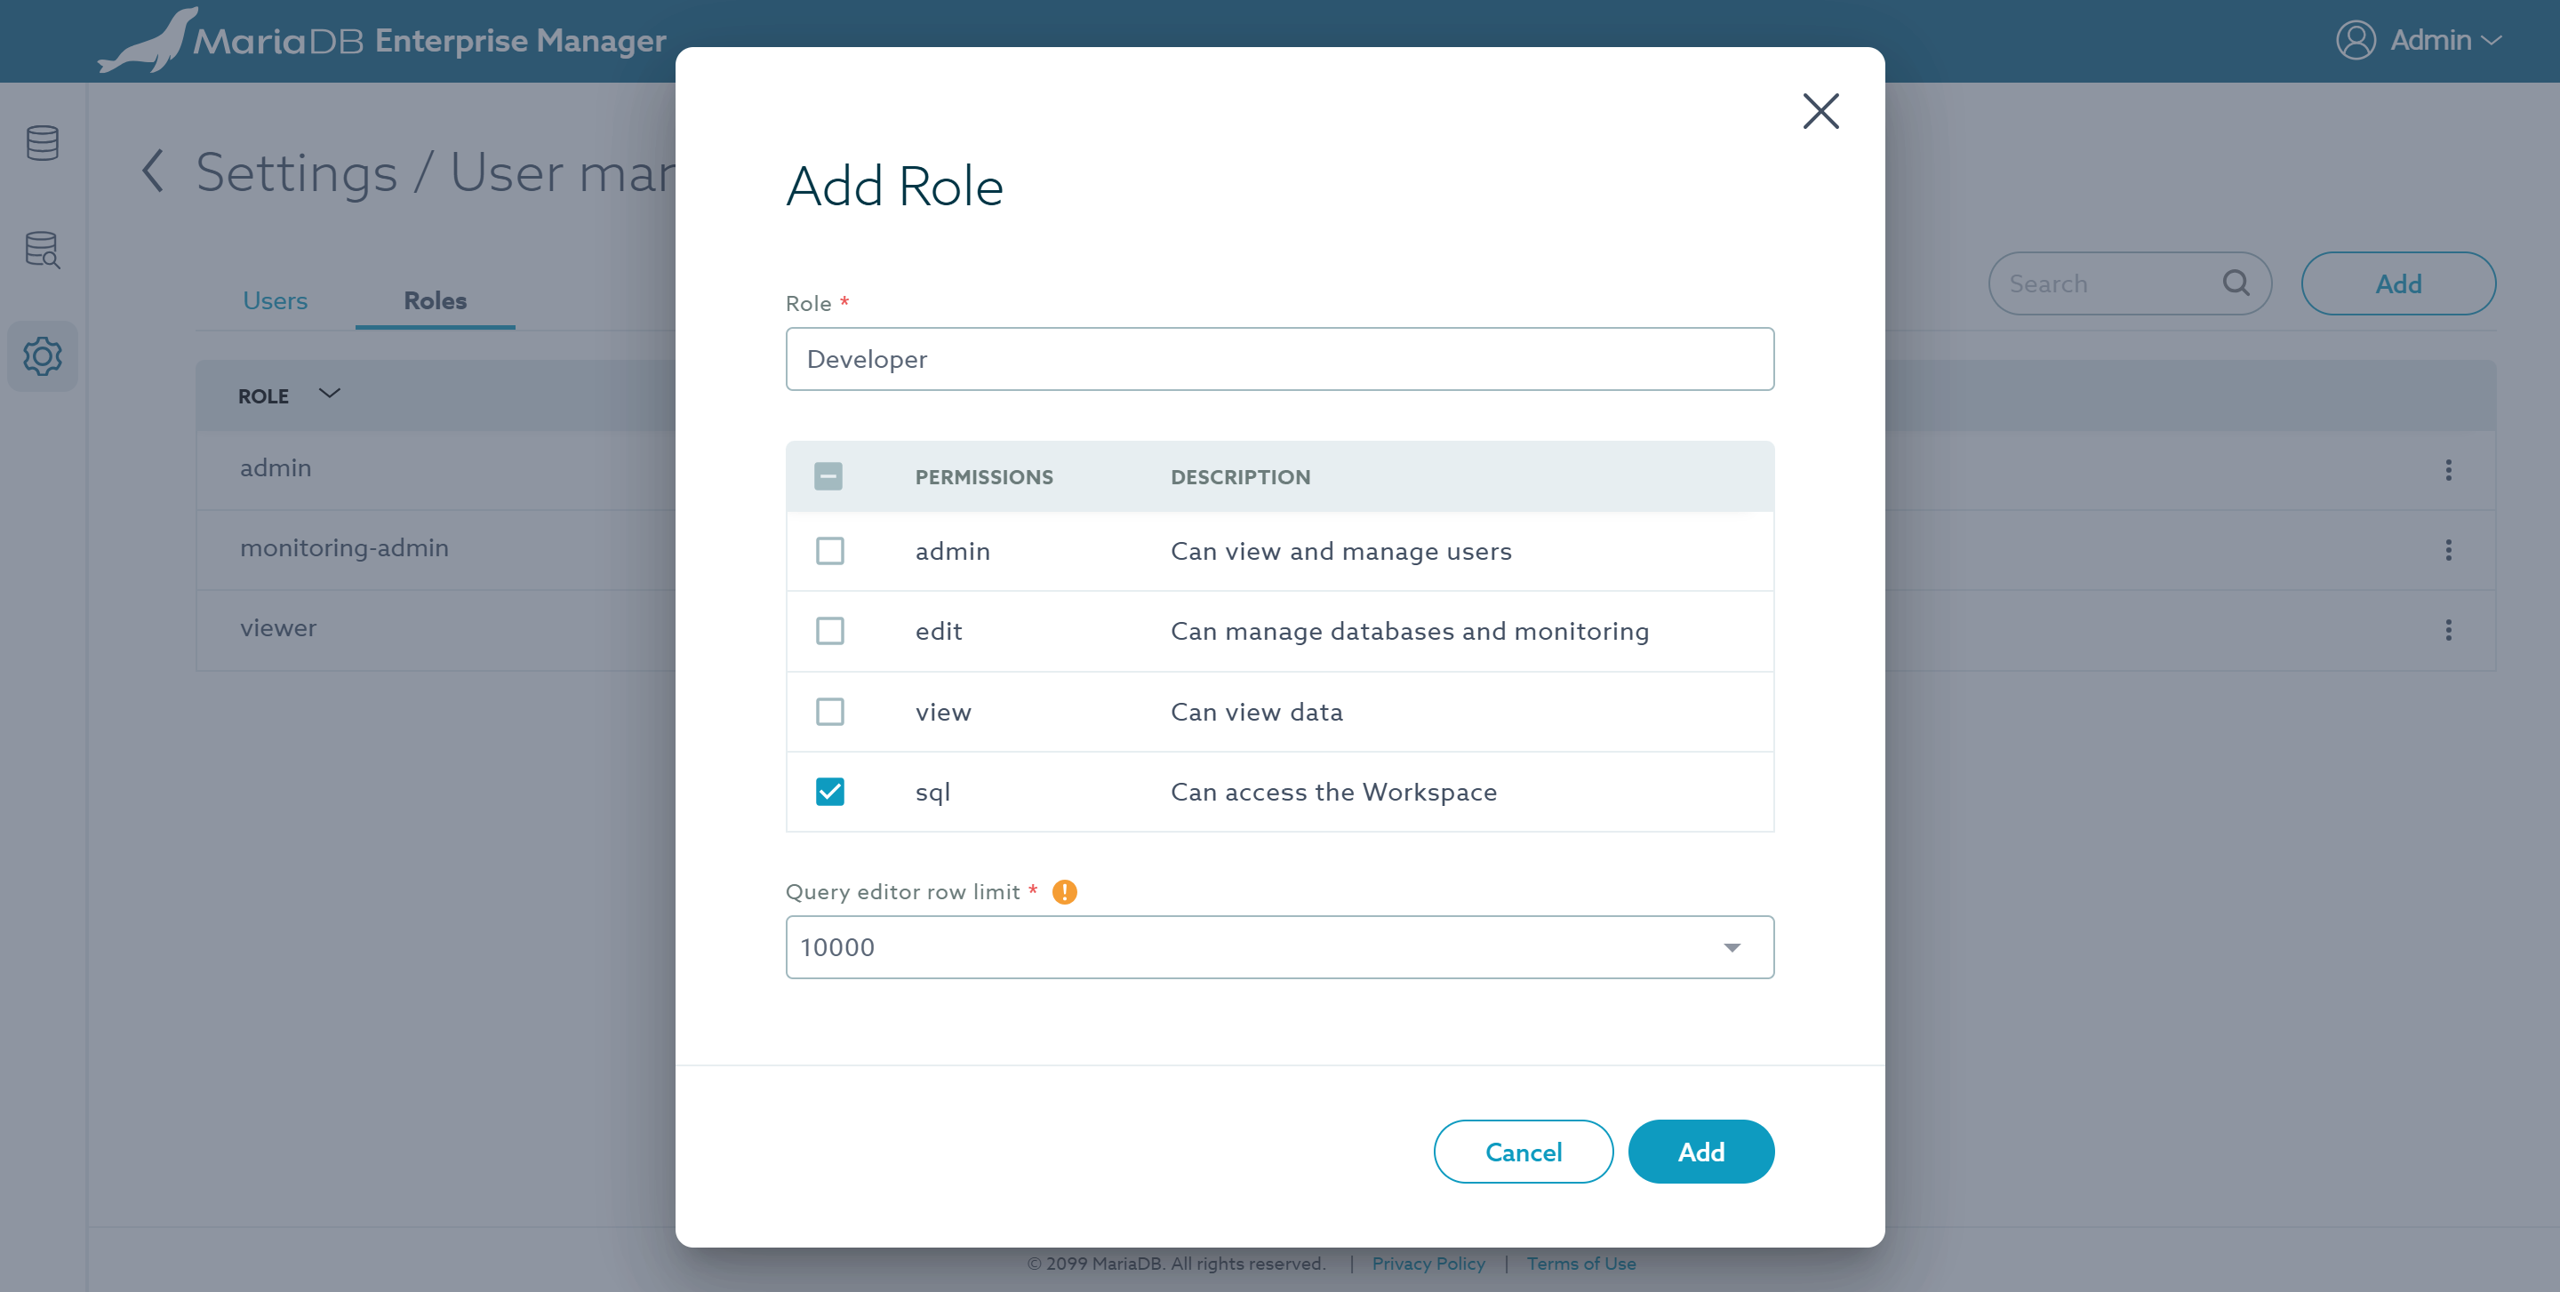 MariaDB Enterprise Manager
Admin
Settings / User man
Users
Roles
Search
Add
ROLE
admin
monitoring-admin
viewer
Add Role
Role *
Developer
PERMISSIONS DESCRIPTION
admin Can view and manage users
edit Can manage databases and monitoring
view Can view data
sql Can access the Workspace
Query editor row limit *
10000
Cancel
Add
© 2099 MariaDB. All rights reserved. | Privacy Policy | Terms of Use